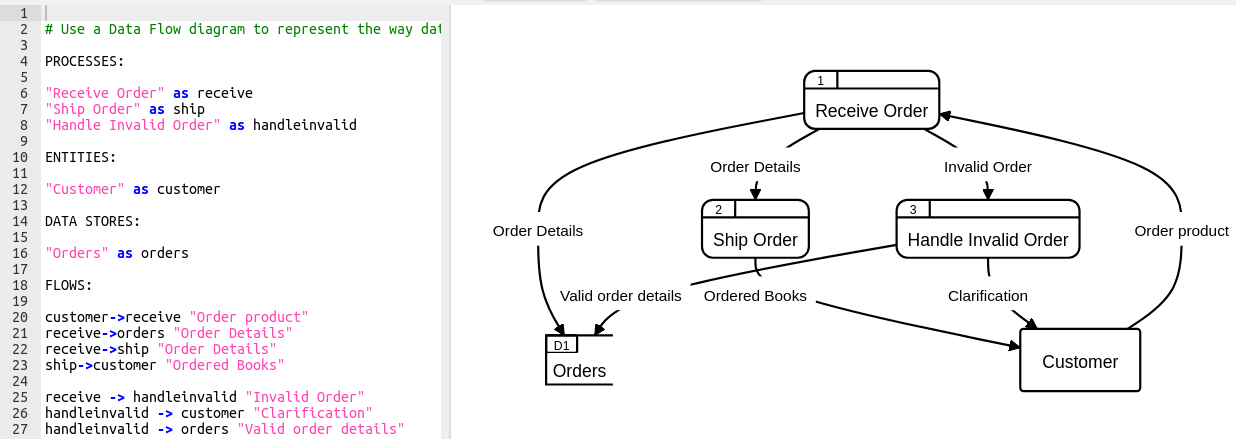 1
2 # Use a Data Flow diagram to represent the way dat
3
4 PROCESSES:
5
6 "Receive Order" as receive
7 "Ship Order" as ship
8 "Handle Invalid Order" as handleinvalid
9
10 ENTITIES:
11
12 "Customer" as customer
13
14 DATA STORES:
15
16 "Orders" as orders
17
18 FLOWS:
19
20 customer->receive "Order product"
21 receive->orders "Order Details"
22 receive->ship "Order Details"
23 ship->customer "Ordered Books"
24
25 receive -> handleinvalid "Invalid Order"
26 handleinvalid -> customer "Clarification"
27 handleinvalid -> orders "Valid order details"
1
Receive Order
Order Details
Invalid Order
2
Ship Order
3
Handle Invalid Order
Order Details
Order product
Valid order details
Ordered Books
Clarification
D1
Orders
Customer